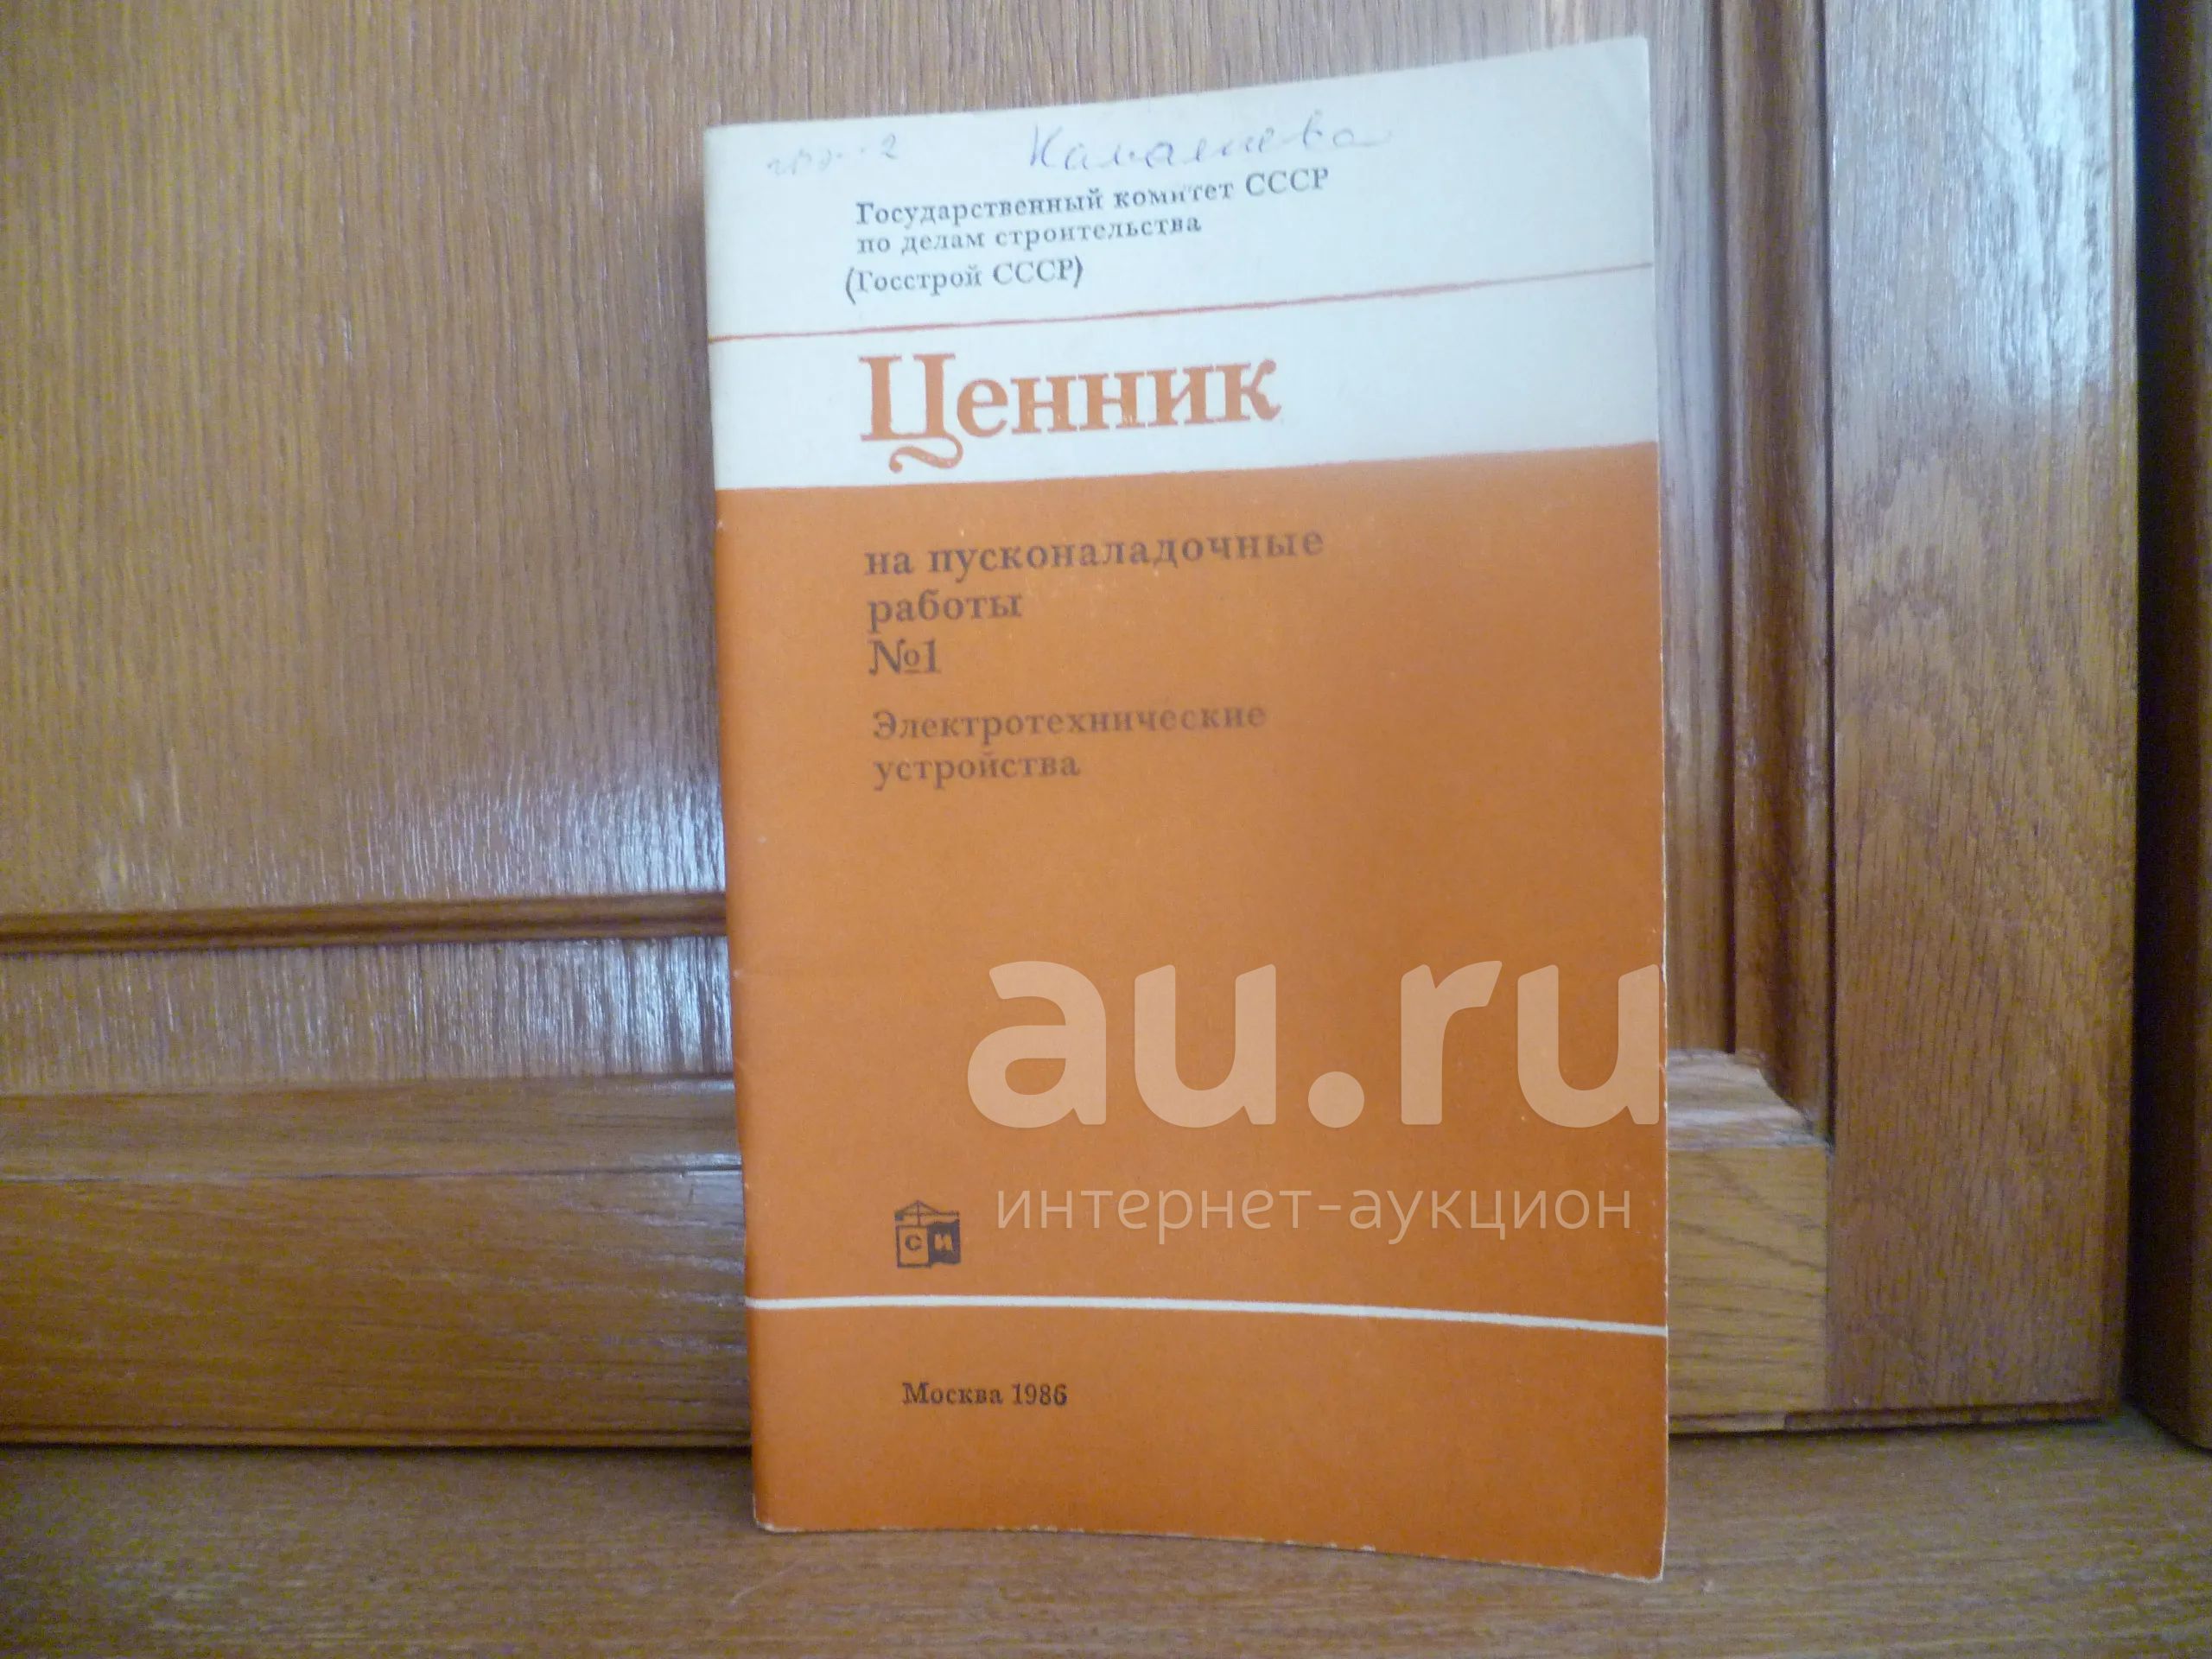 Государственный комитет СССР
по делам строительства
(Госстрой СССР)
Ценник
на пусконаладочные
работы
№1
Электротехнические
устройства
au.ru
интернет-аукцион
С И
Москва 1986